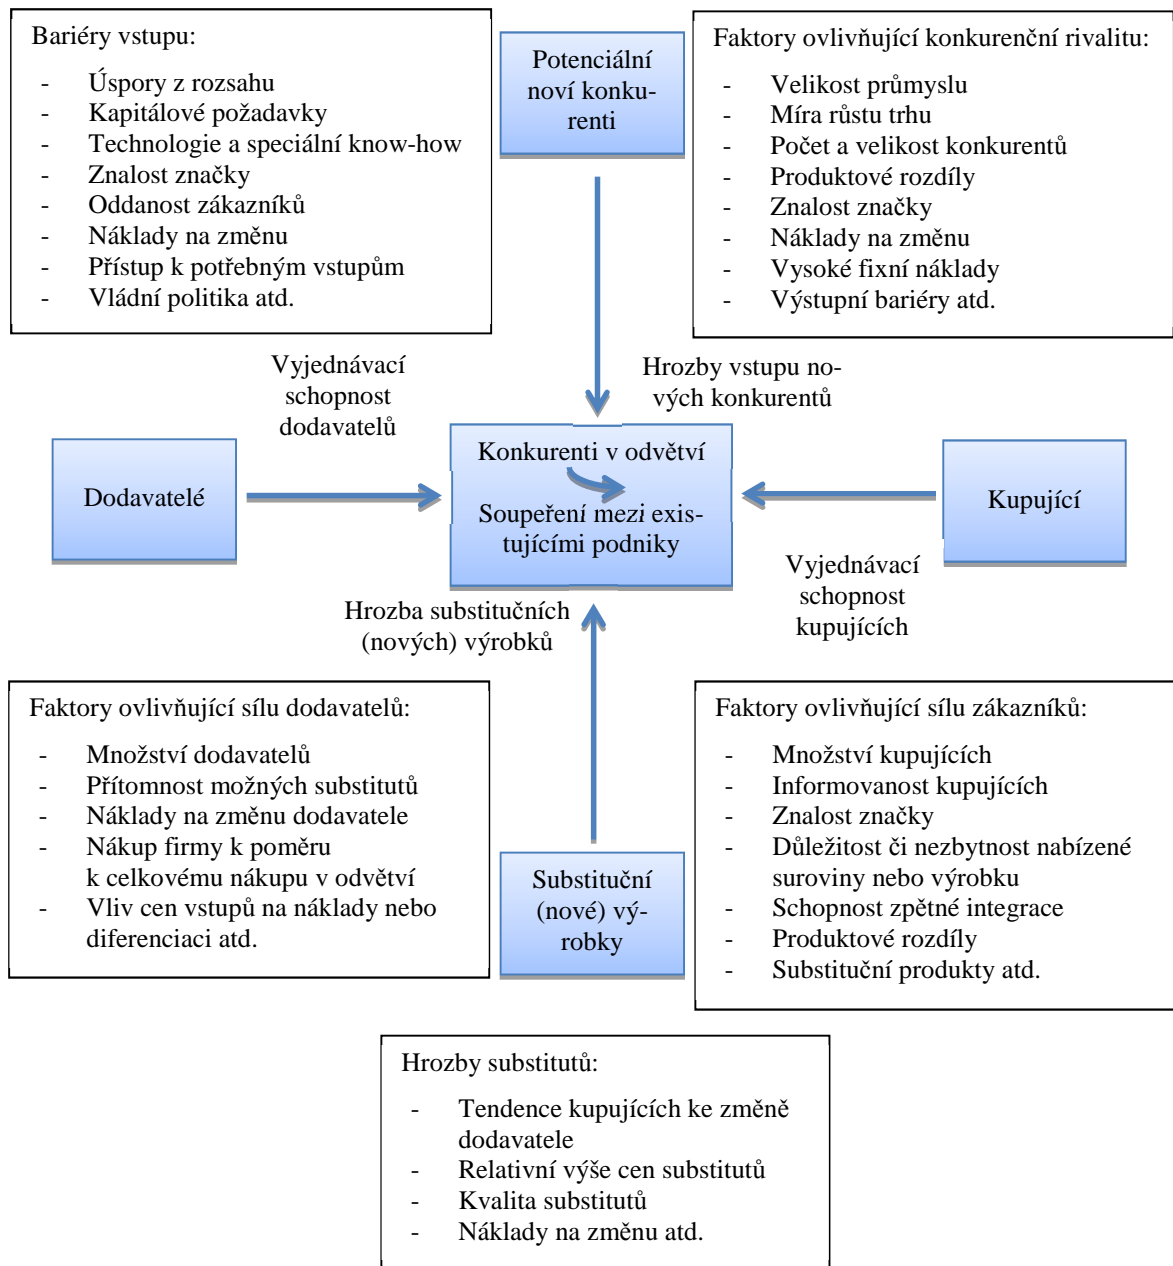 Bariéry vstupu:
- Úspory z rozsahu
- Kapitálové požadavky
- Technologie a speciální know-how
- Znalost značky
- Oddanost zákazníků
- Náklady na změnu
- Přístup k potřebným vstupům
- Vládní politika atd.
Potenciální
noví konku-
renti
Faktory ovlivňující konkurenční rivalitu:
- Velikost průmyslu
- Míra růstu trhu
- Počet a velikost konkurentů
- Produktové rozdíly
- Znalost značky
- Náklady na změnu
- Vysoké fixní náklady
- Výstupní bariéry atd.
Vyjednávací
schopnost
dodavatelů
Hrozby vstupu no-
vých konkurentů
Dodavatelé
Konkurenti v odvětví
Soupeření mezi exis-
tujícími podniky
Kupující
Hrozba substitučních
(nových) výrobků
Vyjednávací
schopnost
kupujících
Faktory ovlivňující sílu dodavatelů:
- Množství dodavatelů
- Přítomnost možných substitutů
- Náklady na změnu dodavatele
- Nákup firmy k poměru
k celkovému nákupu v odvětví
- Vliv cen vstupů na náklady nebo
diferenciaci atd.
Substituční
(nové) vý-
robky
Faktory ovlivňující sílu zákazníků:
- Množství kupujících
- Informovanost kupujících
- Znalost značky
- Důležitost či nezbytnost nabízené
suroviny nebo výrobku
- Schopnost zpětné integrace
- Produktové rozdíly
- Substituční produkty atd.
Hrozby substitutů:
- Tendence kupujících ke změně
dodavatele
- Relativní výše cen substitutů
- Kvalita substitutů
- Náklady na změnu atd.